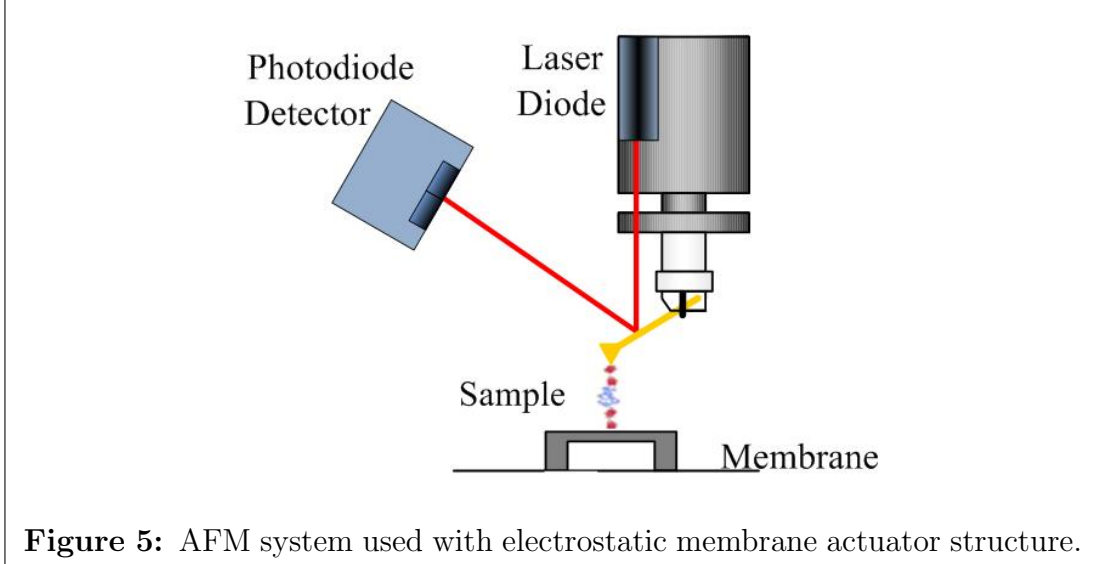 Photodiode
Detector
Laser
Diode
Sample
Membrane
Figure 5: AFM system used with electrostatic membrane actuator structure.